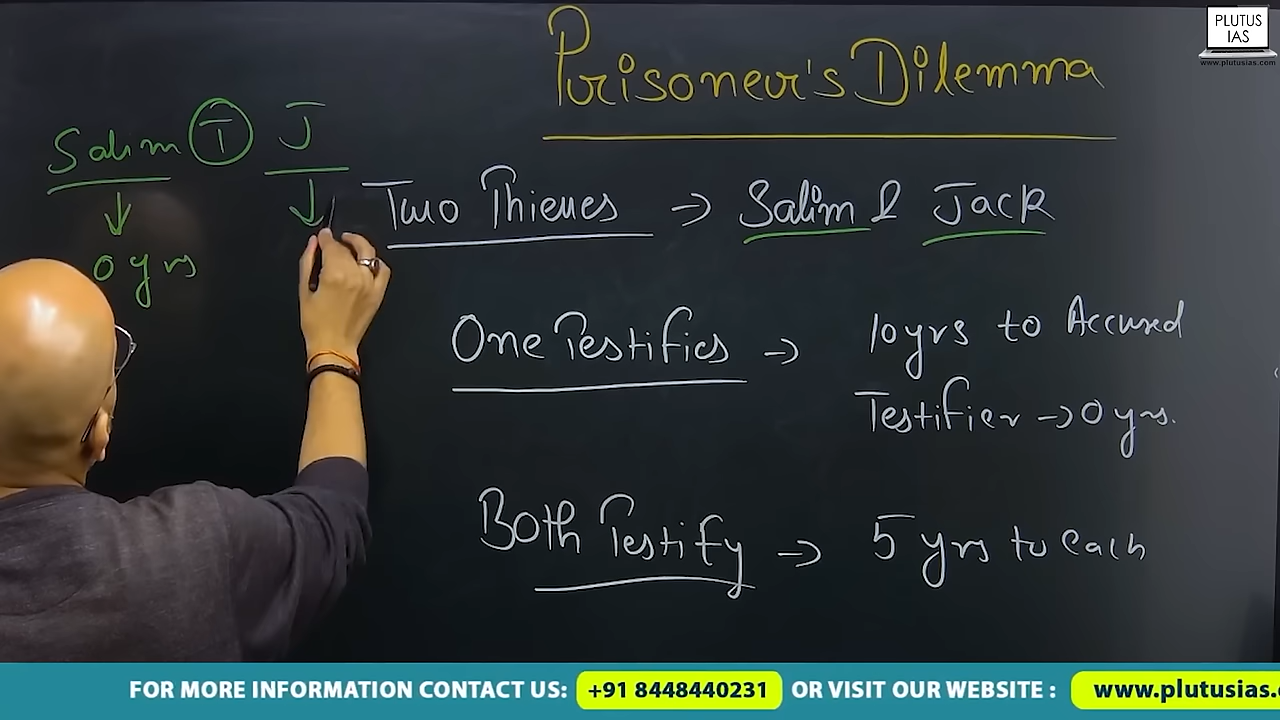 PLUTUS
IAS
www.plutusias.com
Prisoner's Dilemma
Salim T J
0 yrs
Two Thieves → Salim & Jack
One Testifies → 10 yrs to Accused
Testifier → 0 yrs.
Both Testify → 5 yrs to each
FOR MORE INFORMATION CONTACT US: +91 8448440231 OR VISIT OUR WEBSITE : www.plutusias.c